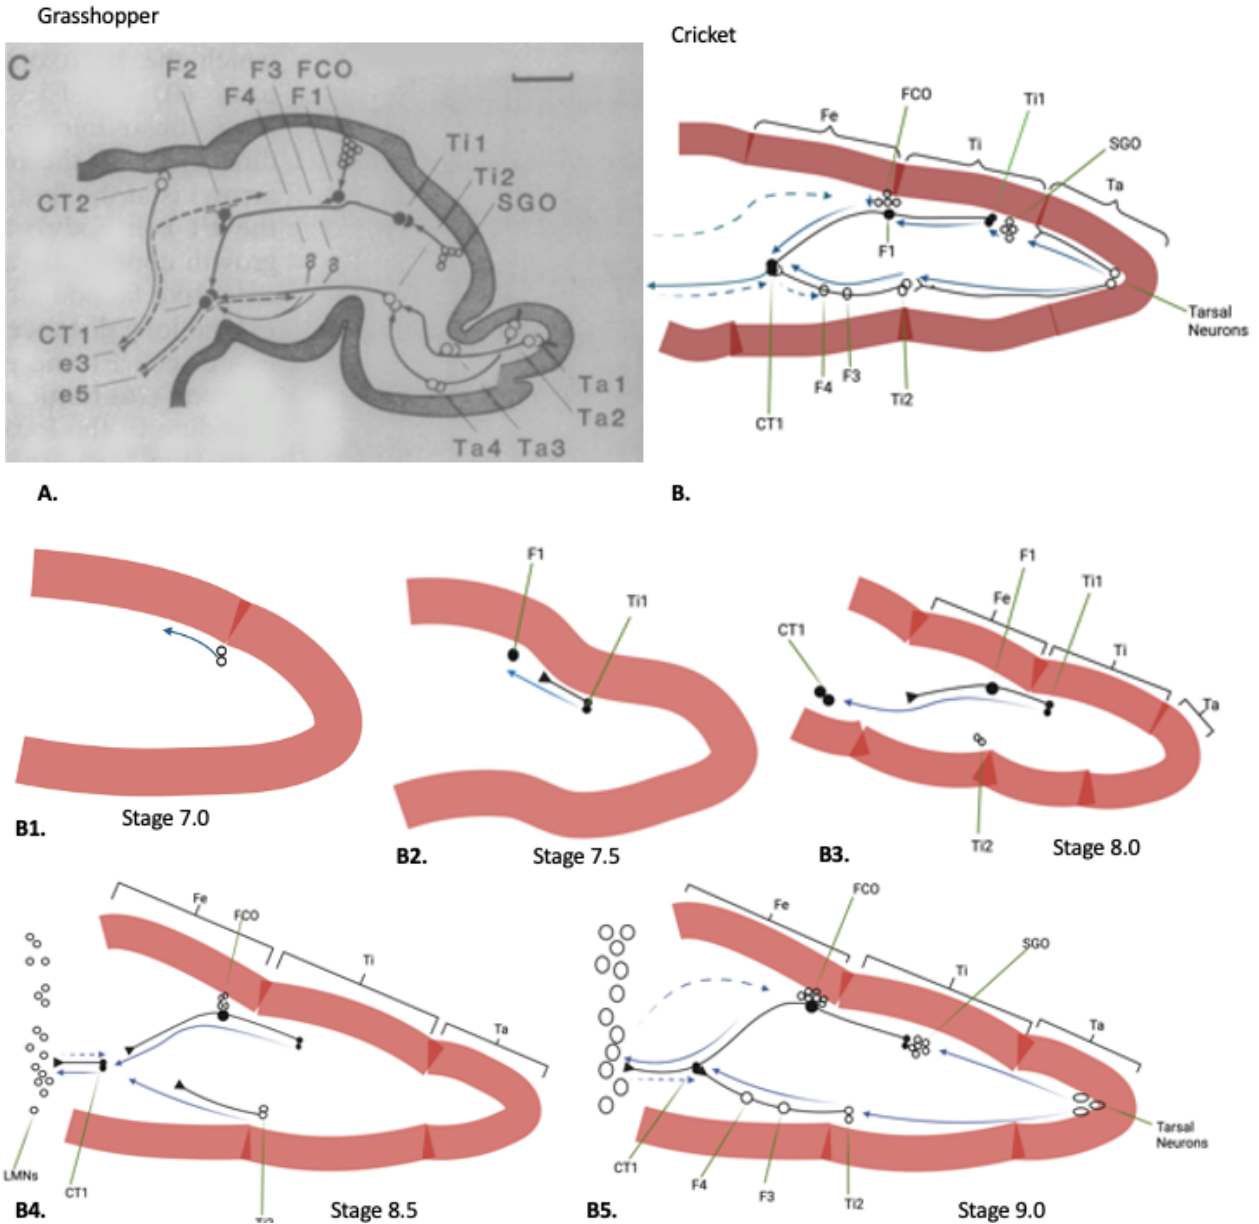 Grasshopper
Cricket
C
F2 F3 FCO
F4 F1
Ti1
Ti2
SGO
CT2
CT1
e3
e5
Ta1
Ta2
Ta4 Ta3
FCO
Ti1
Fe
Ti
SGO
Ta
F1
Tarsal
Neurons
F4
F3
Ti2
CT1
A.
B.
F1
Ti1
Stage 7.0
B1.
B2.
Stage 7.5
F1
Fe
Ti1
CT1
Ti
Ta
Ti2
B3.
Stage 8.0
Fe
FCO
Ti
Ta
LMNs
CT1
B4.
Stage 8.5
FCO
Fe
SGO
Ti
Ta
Tarsal
Neurons
CT1
F4
F3
Ti2
B5.
Stage 9.0